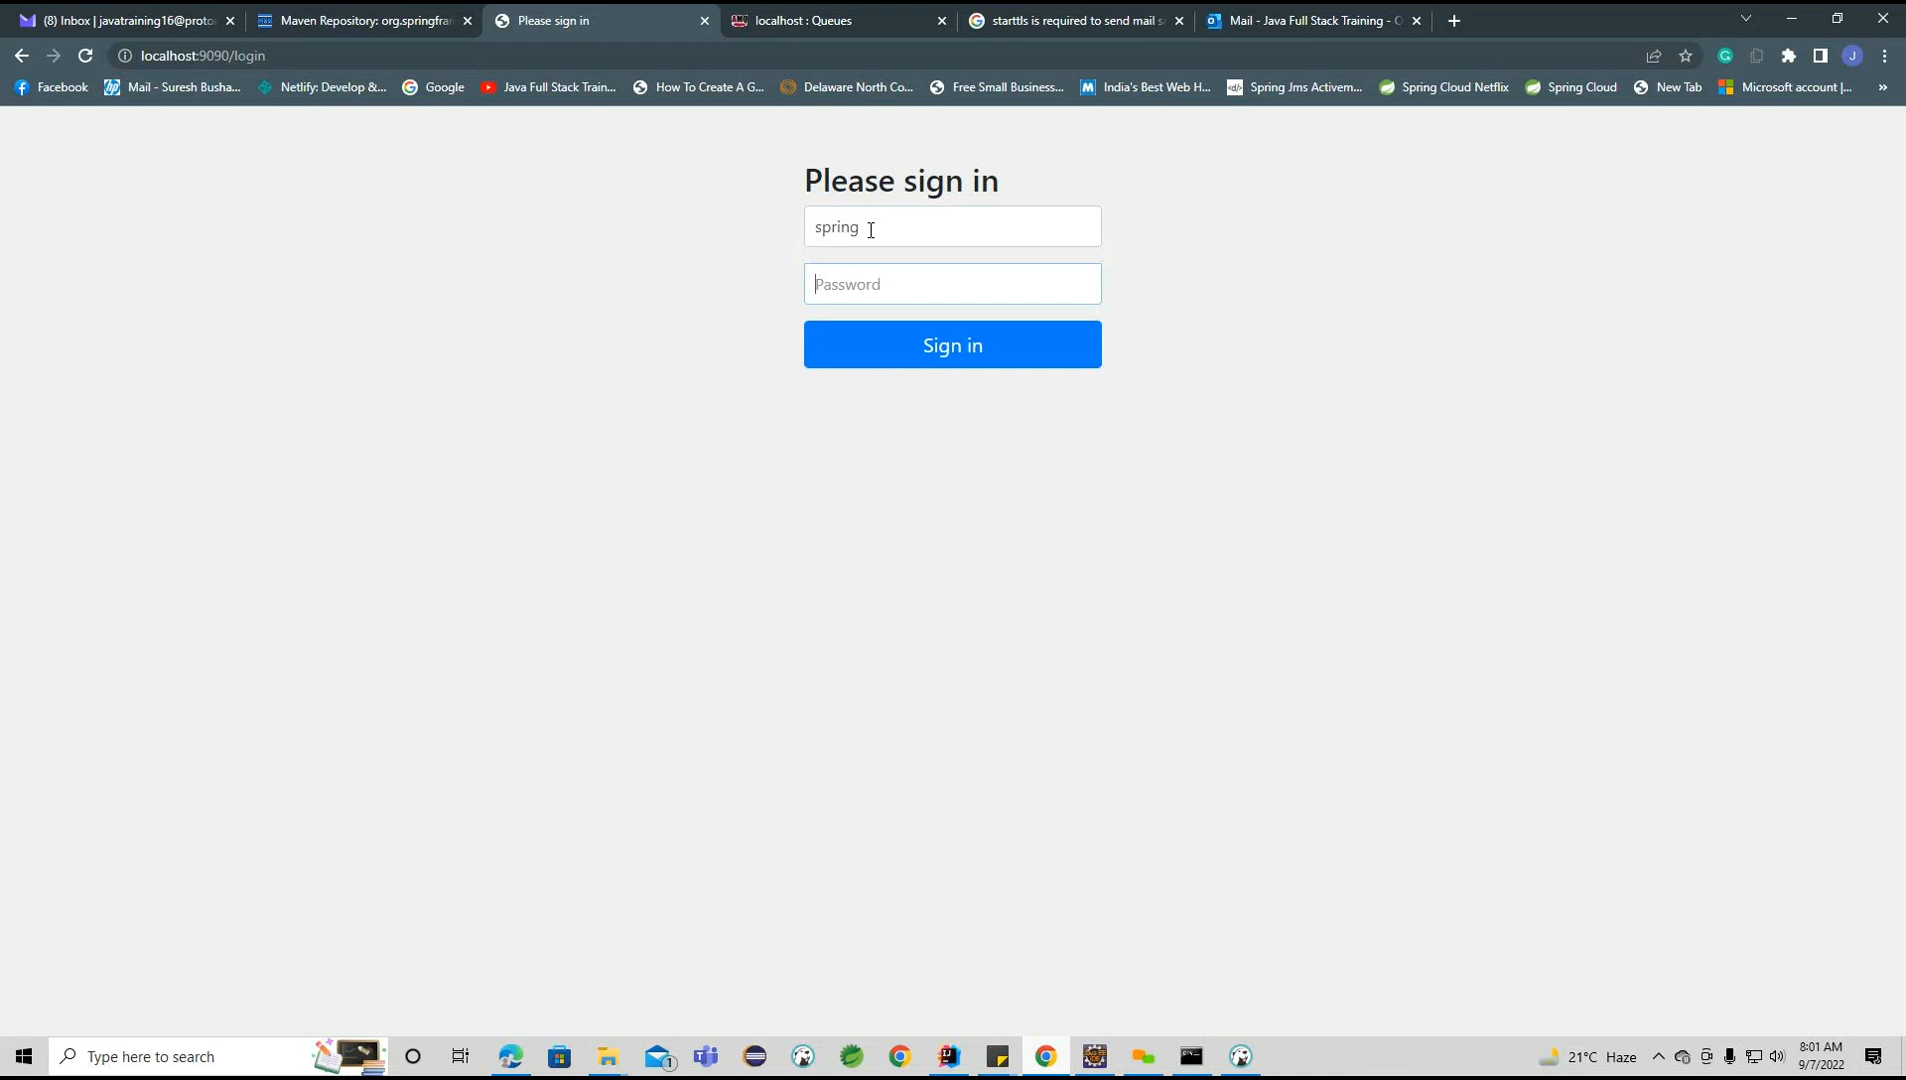 (8) Inbox | javatraining16@proto
Maven Repository: org.springfra
Please sign in
localhost : Queues
starttls is required to send mail s
Mail - Java Full Stack Training - O
localhost:9090/login
Facebook
Mail - Suresh Busha...
Netlify: Develop &...
Google
Java Full Stack Train...
How To Create A G...
Delaware North Co...
Free Small Business...
India's Best Web H...
Spring Jms Activem...
Spring Cloud Netflix
Spring Cloud
New Tab
Microsoft account |...
Please sign in
spring
Password
Sign in
Type here to search
21°C Haze
8:01 AM
9/7/2022